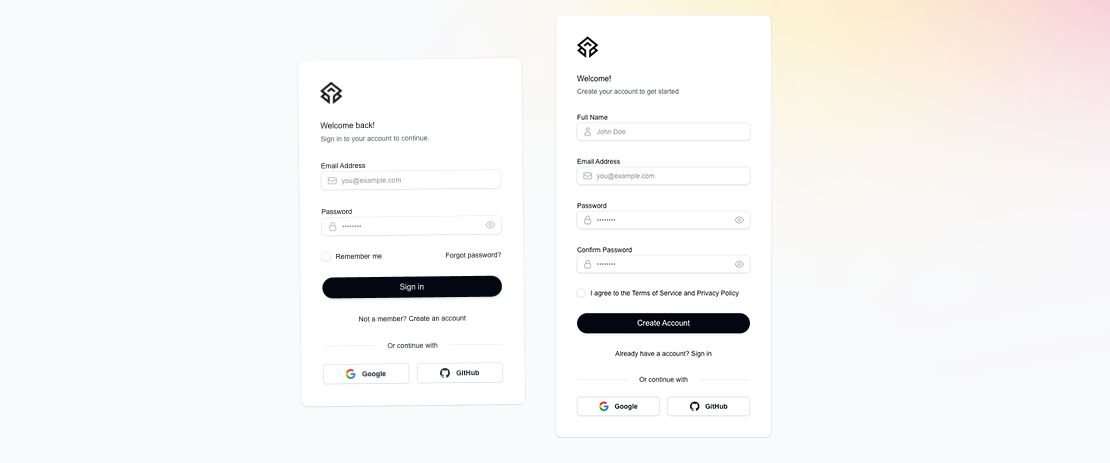 Welcome back!
Sign in to your account to continue.
Email Address
you@example.com
Password
••••••••
Remember me
Forgot password?
Sign in
Not a member? Create an account
Or continue with
Google
GitHub
Welcome!
Create your account to get started
Full Name
John Doe
Email Address
you@example.com
Password
••••••••
Confirm Password
••••••••
I agree to the Terms of Service and Privacy Policy
Create Account
Already have a account? Sign in
Or continue with
Google
GitHub